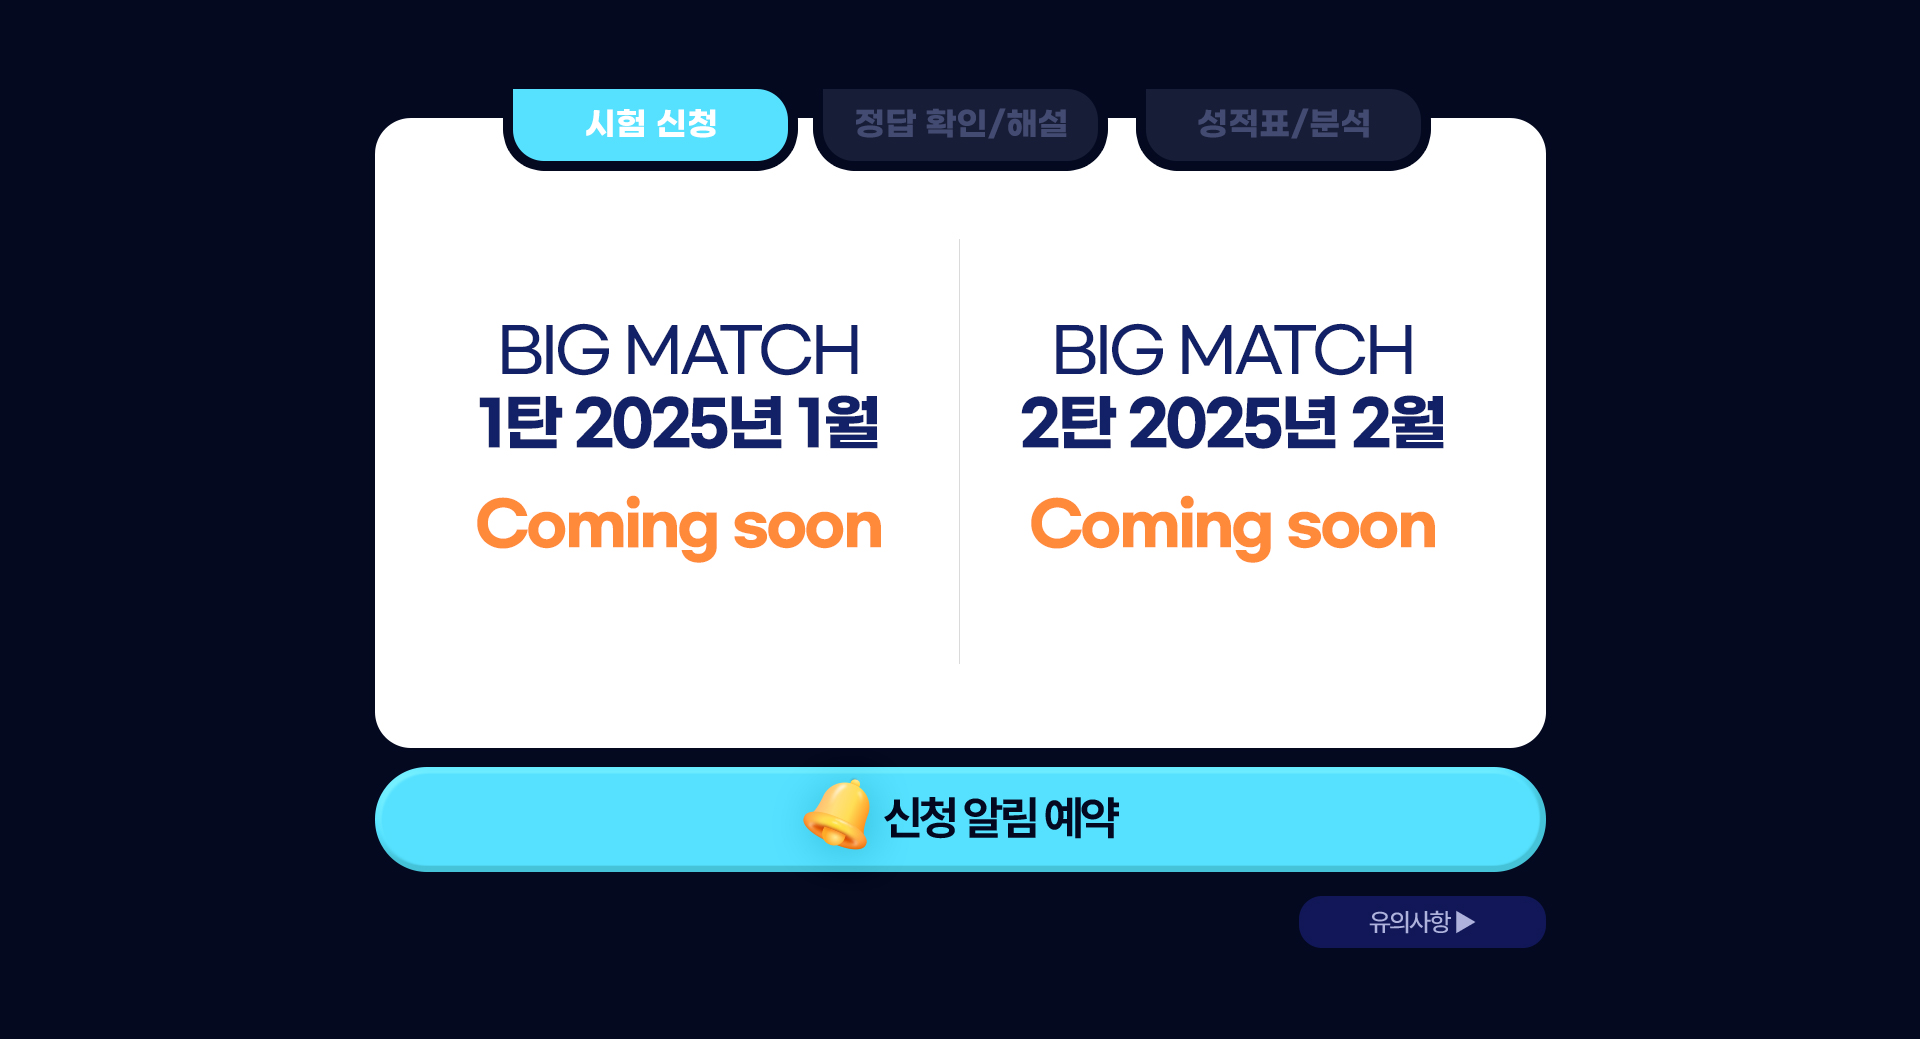 시험 신청
정답 확인/해설
성적표/분석
BIG MATCH
1탄 2025년 1월
Coming soon
BIG MATCH
2탄 2025년 2월
Coming soon
신청 알림 예약
유의사항 ▶